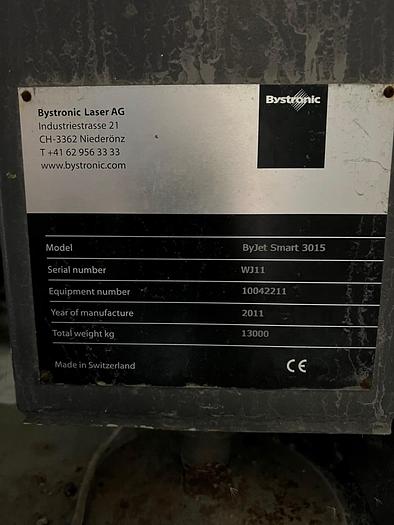 Bystronic Laser AG
Industriestrasse 21
CH-3362 Niederönz
T +41 62 956 33 33
www.bystronic.com
Bystronic
Model ByJet Smart 3015
Serial number WJ11
Equipment number 10042211
Year of manufacture 2011
Total weight kg 13000
Made in Switzerland CE